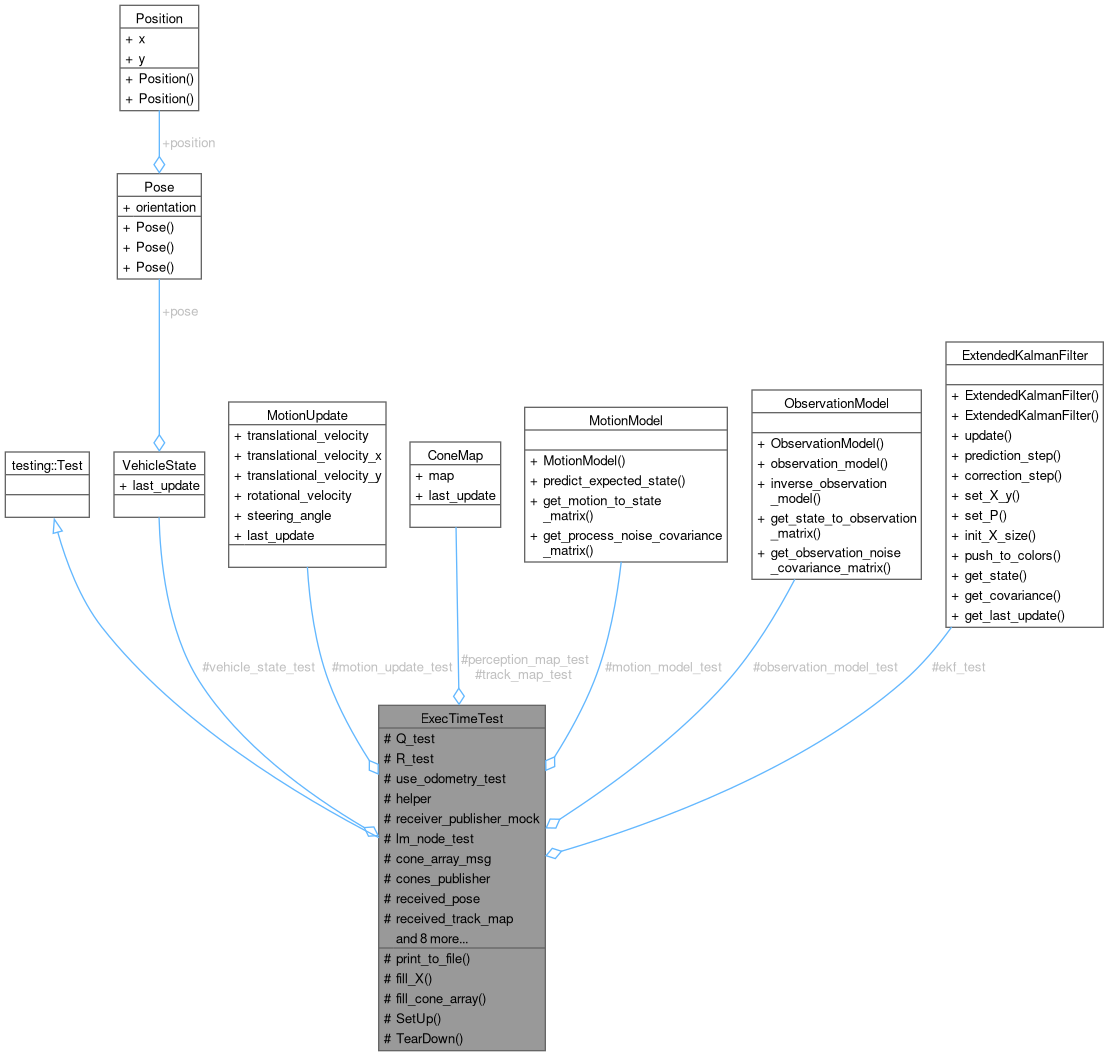 Position
+ x
+ y
+ Position()
+ Position()
+position
Pose
+ orientation
+ Pose()
+ Pose()
+ Pose()
+pose
testing::Test
VehicleState
+ last_update
MotionUpdate
+ translational_velocity
+ translational_velocity_x
+ translational_velocity_y
+ rotational_velocity
+ steering_angle
+ last_update
ConeMap
+ map
+ last_update
MotionModel
+ MotionModel()
+ predict_expected_state()
+ get_motion_to_state
_matrix()
+ get_process_noise_covariance
_matrix()
ObservationModel
+ ObservationModel()
+ observation_model()
+ inverse_observation
_model()
+ get_state_to_observation
_matrix()
+ get_observation_noise
_covariance_matrix()
ExtendedKalmanFilter
+ ExtendedKalmanFilter()
+ ExtendedKalmanFilter()
+ update()
+ prediction_step()
+ correction_step()
+ set_X_y()
+ set_P()
+ init_X_size()
+ push_to_colors()
+ get_state()
+ get_covariance()
+ get_last_update()
#vehicle_state_test
#motion_update_test
#perception_map_test
#track_map_test
#motion_model_test
#observation_model_test
#ekf_test
ExecTimeTest
# Q_test
# R_test
# use_odometry_test
# helper
# receiver_publisher_mock
# lm_node_test
# cone_array_msg
# cones_publisher
# received_pose
# received_track_map
and 8 more...
# print_to_file()
# fill_X()
# fill_cone_array()
# SetUp()
# TearDown()